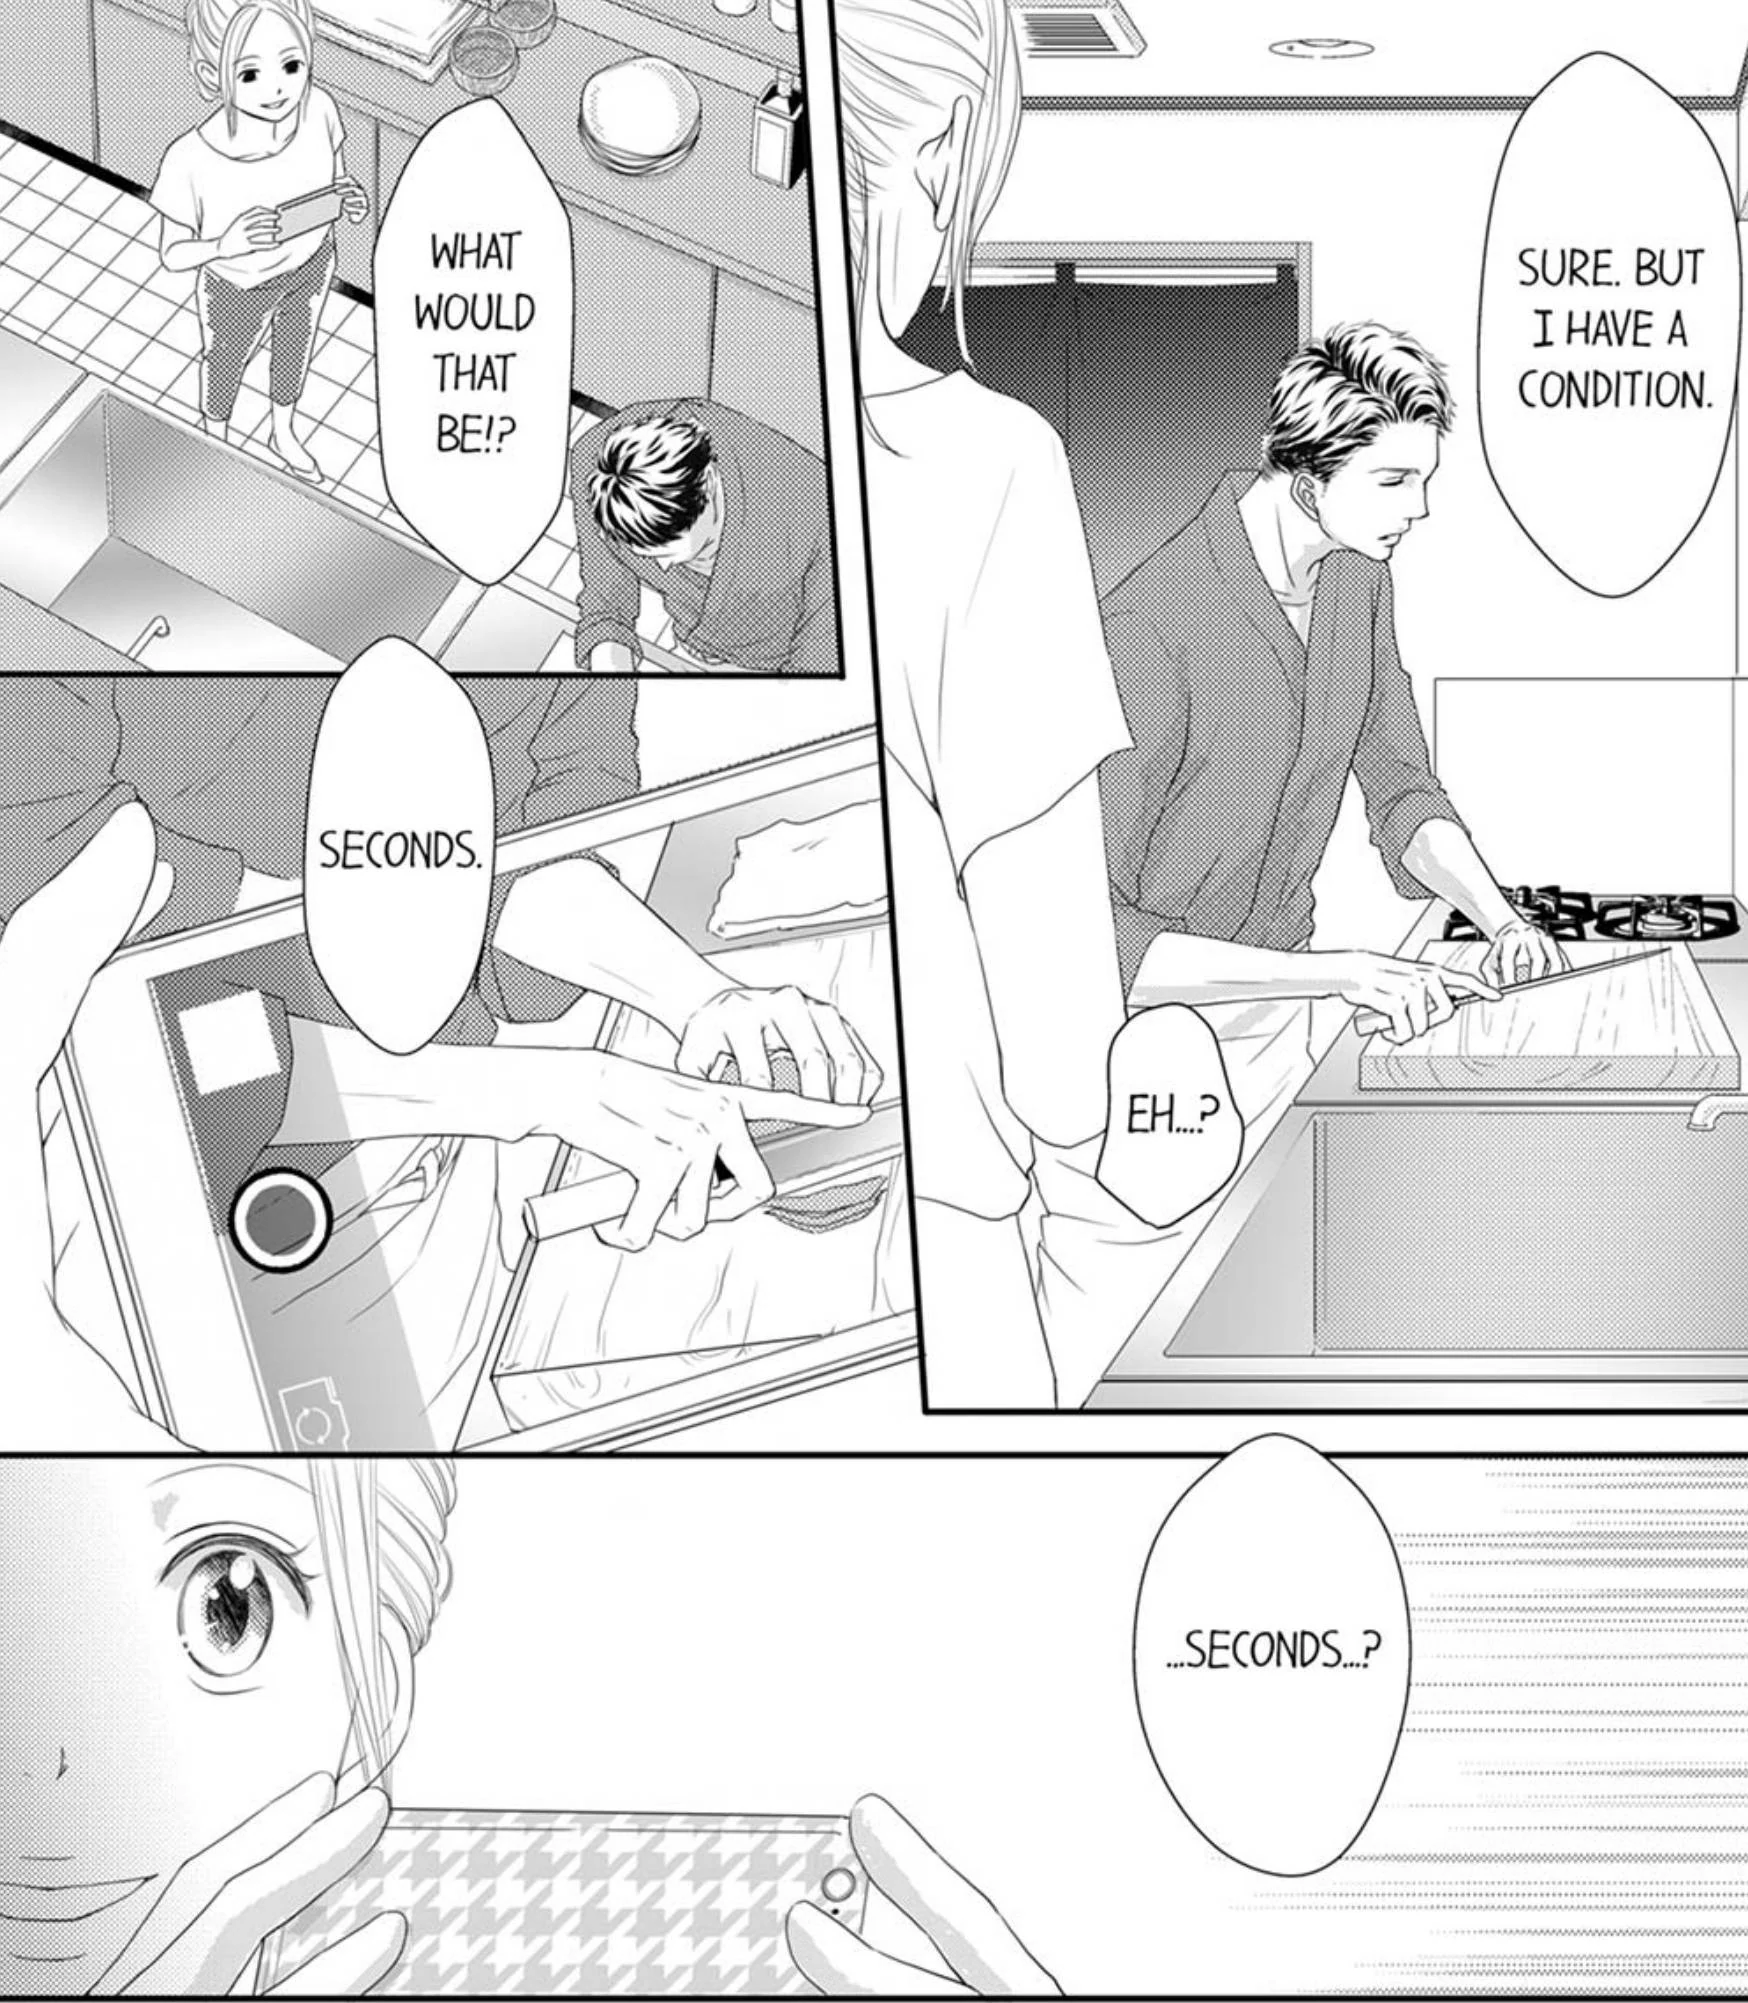 SURE. BUT
I HAVE A
CONDITION.
EH...?
WHAT
WOULD
THAT
BE!?
SECONDS.
...SECONDS...?